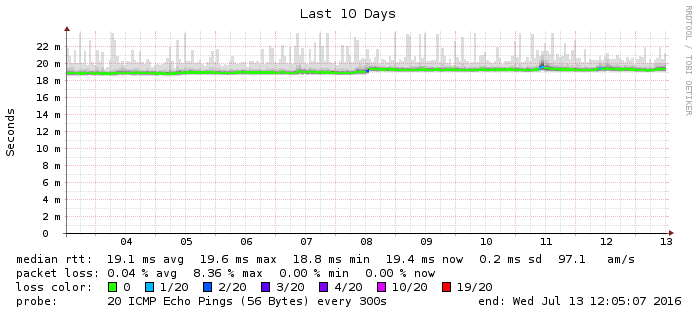 Last 10 Days
RRDTOOL / TOBI OETIKER
Seconds
22 m
20 m
18 m
16 m
14 m
12 m
10 m
8 m
6 m
4 m
2 m
0
04 05 06 07 08 09 10 11 12 13
median rtt: 19.1 ms avg 19.6 ms max 18.8 ms min 19.4 ms now 0.2 ms sd 97.1 am/s
packet loss: 0.04 % avg 8.36 % max 0.00 % min 0.00 % now
loss color: 0 1/20 2/20 3/20 4/20 10/20 19/20
probe: 20 ICMP Echo Pings (56 Bytes) every 300s end: Wed Jul 13 12:05:07 2016